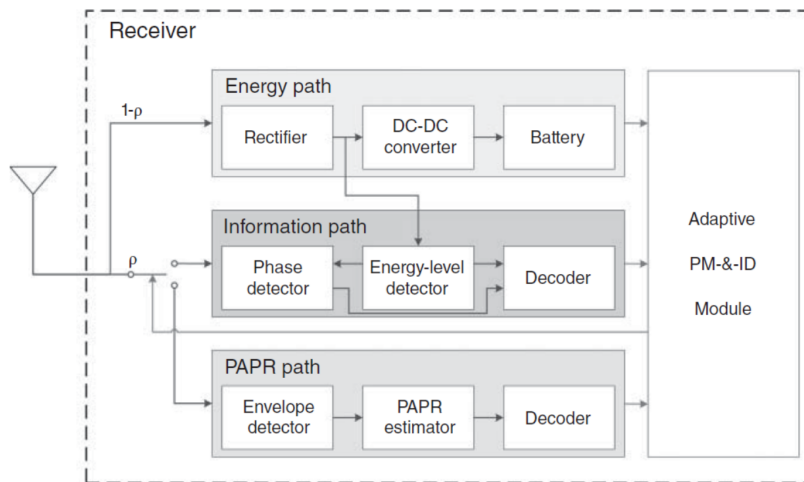 Receiver
Energy path
1-ρ
Rectifier
DC-DC
converter
Battery
Information path
ρ
Phase
detector
Energy-level
detector
Decoder
Adaptive
PM-&-ID
Module
PAPR path
Envelope
detector
PAPR
estimator
Decoder